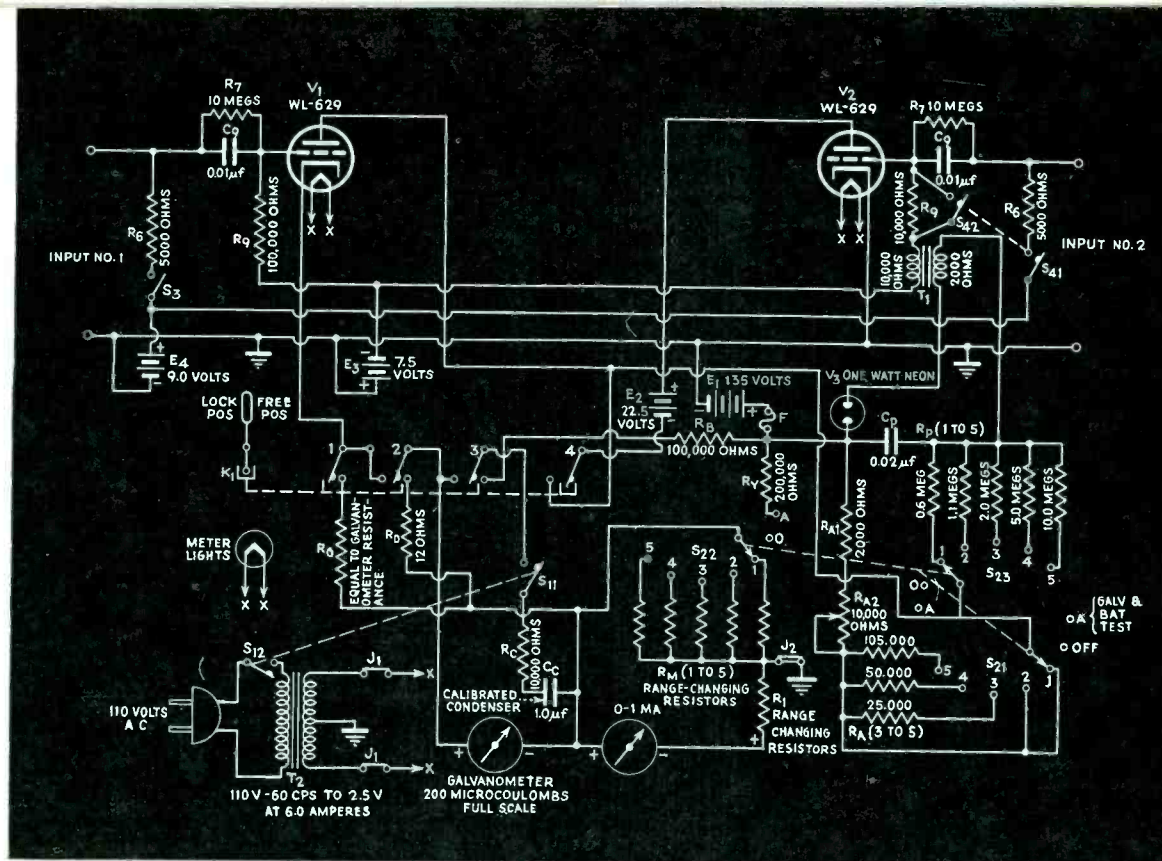 R7
10 MEGS
V1
WL-629
CQ
0.01µf
R6
5000 OHMS
R9
100,000 OHMS
X X
INPUT NO. 1
S3
E4
9.0 VOLTS
E3
7.5
VOLTS
V2
WL-629
R7 10 MEGS
CQ
0.01µf
R9
10,000 OHMS
S42
R6
5000 OHMS
X X
INPUT NO. 2
S41
10,000 OHMS
2000 OHMS
T1
LOCK POS
FREE POS
K1
E2
22.5 VOLTS
E1 135 VOLTS
F
RB
100,000 OHMS
V3 ONE WATT NEON
CP
0.02µf
RP (1 TO 5)
1 2 3 4
RY
200,000 OHMS
A
O
0.6 MEG
1.1 MEGS
2.0 MEGS
5.0 MEGS
10.0 MEGS
RA1
2000 OHMS
1 2 3 4 5
S23
O
A
METER LIGHTS
X X
RG
EQUAL TO GALVANOMETER RESISTANCE
RD
12 OHMS
S11
5 4 3 2 1
S22
RA2
10,000 OHMS
105.000
50.000
25.000
RA (3 TO 5)
S21
5 4 3 2 1
A
GALV & BAT TEST
OFF
S12
110 VOLTS
A C
J1
X
J1
X
T2
110 V - 60 CPS TO 2.5 V
AT 6.0 AMPERES
RC
10000 OHMS
CC
1.0µf
CALIBRATED CONDENSER
RM (1 TO 5)
RANGE-CHANGING RESISTORS
J2
R1
RANGE CHANGING RESISTORS
0-1 MA
GALVANOMETER
200 MICROCOULOMBS
FULL SCALE